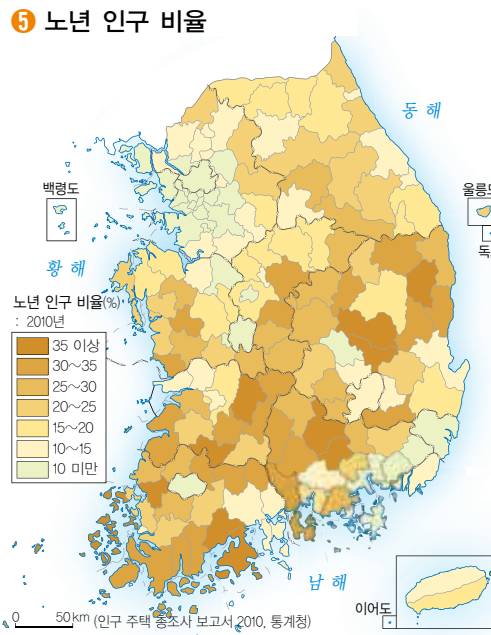 5 노년 인구 비율
동해
백령도
울릉도
독
황해
노년 인구 비율(%)
: 2010년
35 이상
30~35
25~30
20~25
15~20
10~15
10 미만
남해
이어도
0 50km (인구 주택 총조사 보고서 2010, 통계청)